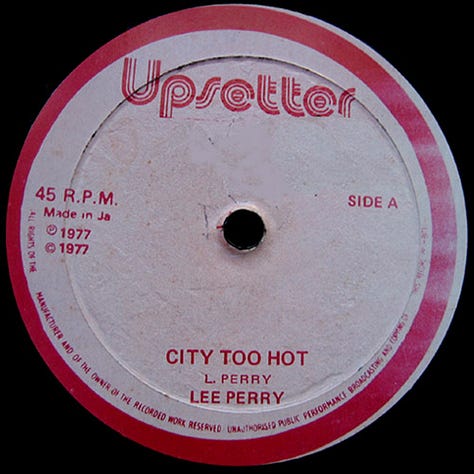 Upsetter
45 R.P.M.
SIDE A
Made in Ja
℗ 1977
© 1977
CITY TOO HOT
L. PERRY
LEE PERRY
ALL RIGHTS OF THE MANUFACTURER AND OF THE OWNER OF THE RECORDED WORK RESERVED. UNAUTHORISED PUBLIC PERFORMANCE BROADCASTING AND COPYING OF